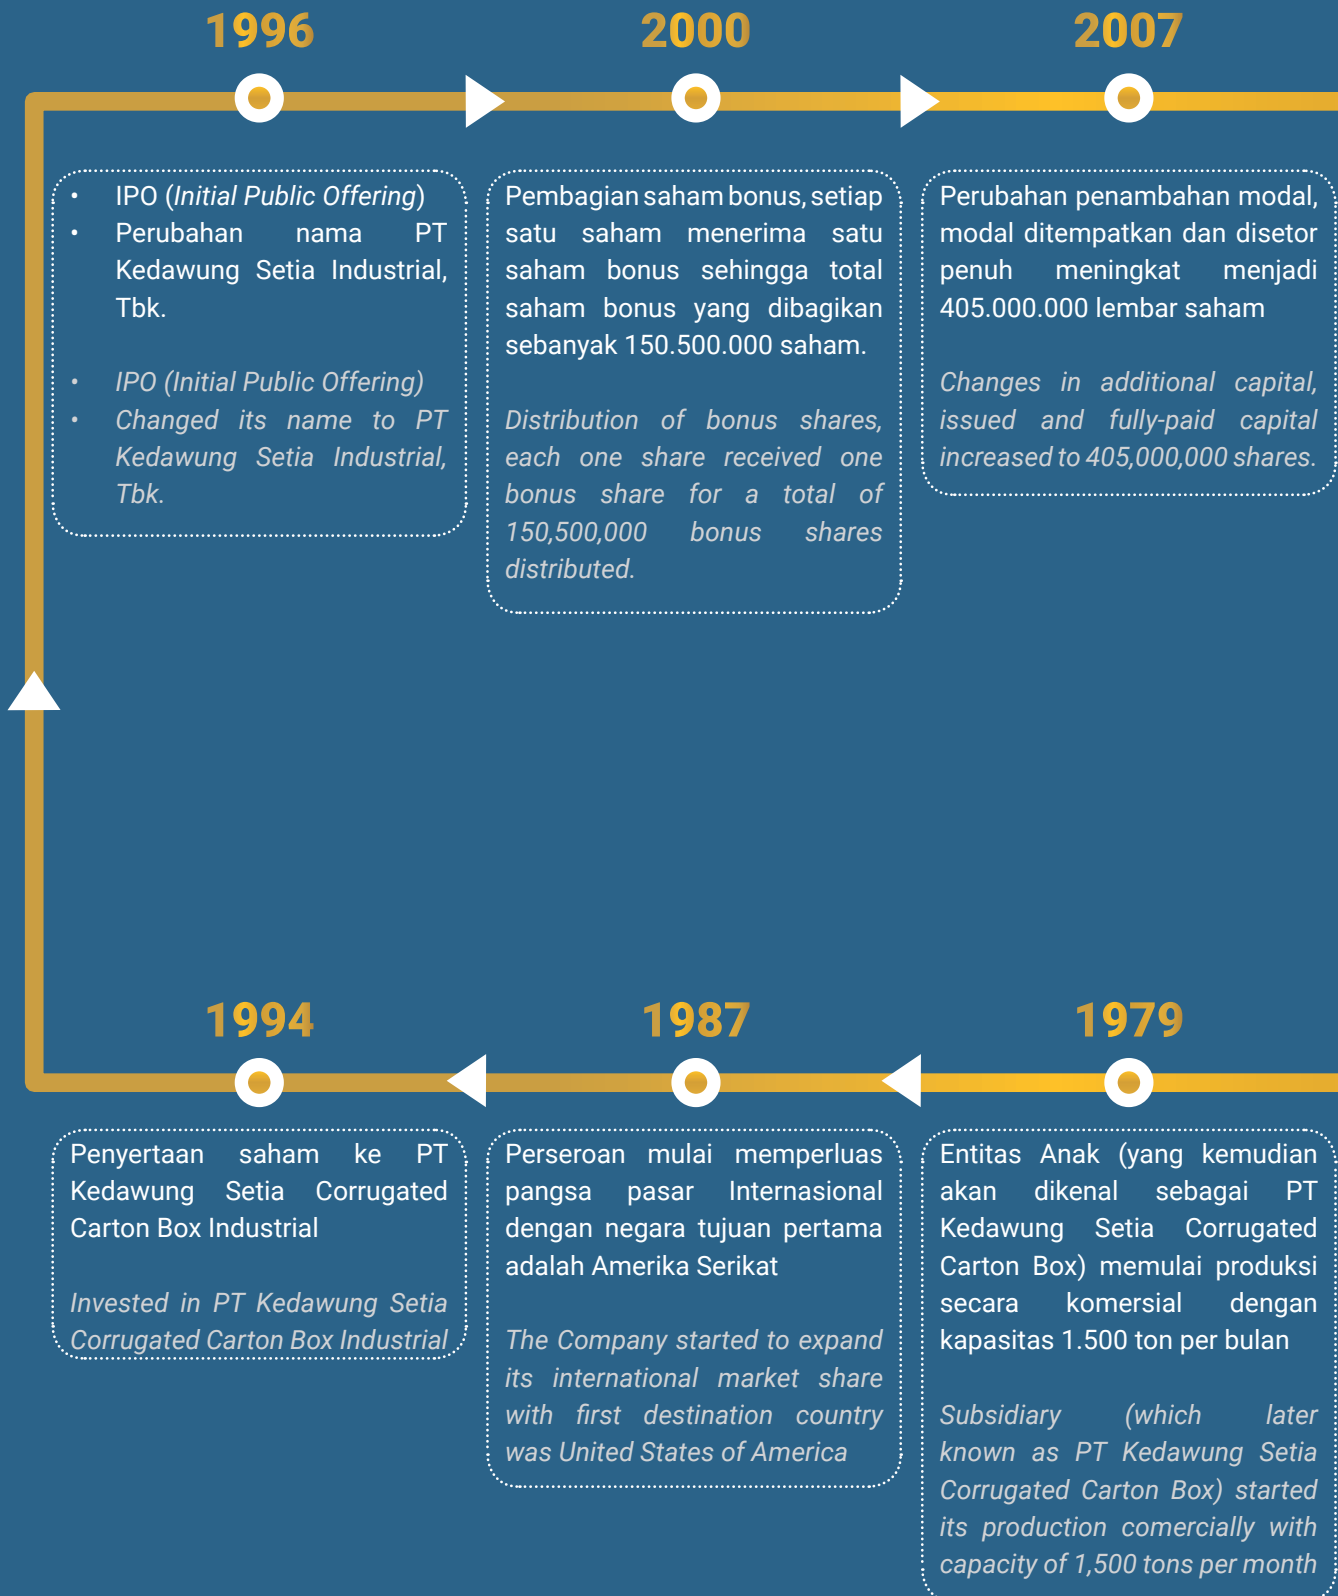 1996
• IPO (Initial Public Offering)
• Perubahan nama PT
Kedawung Setia Industrial,
Tbk.
• IPO (Initial Public Offering)
• Changed its name to PT
Kedawung Setia Industrial,
Tbk.
2000
Pembagian saham bonus, setiap
satu saham menerima satu
saham bonus sehingga total
saham bonus yang dibagikan
sebanyak 150.500.000 saham.
Distribution of bonus shares,
each one share received one
bonus share for a total of
150,500,000 bonus shares
distributed.
2007
Perubahan penambahan modal,
modal ditempatkan dan disetor
penuh meningkat menjadi
405.000.000 lembar saham
Changes in additional capital,
issued and fully-paid capital
increased to 405,000,000 shares.
1994
Penyertaan saham ke PT
Kedawung Setia Corrugated
Carton Box Industrial
Invested in PT Kedawung Setia
Corrugated Carton Box Industrial
1987
Perseroan mulai memperluas
pangsa pasar Internasional
dengan negara tujuan pertama
adalah Amerika Serikat
The Company started to expand
its international market share
with first destination country
was United States of America
1979
Entitas Anak (yang kemudian
akan dikenal sebagai PT
Kedawung Setia Corrugated
Carton Box) memulai produksi
secara komersial dengan
kapasitas 1.500 ton per bulan
Subsidiary (which later
known as PT Kedawung Setia
Corrugated Carton Box) started
its production comercially with
capacity of 1,500 tons per month